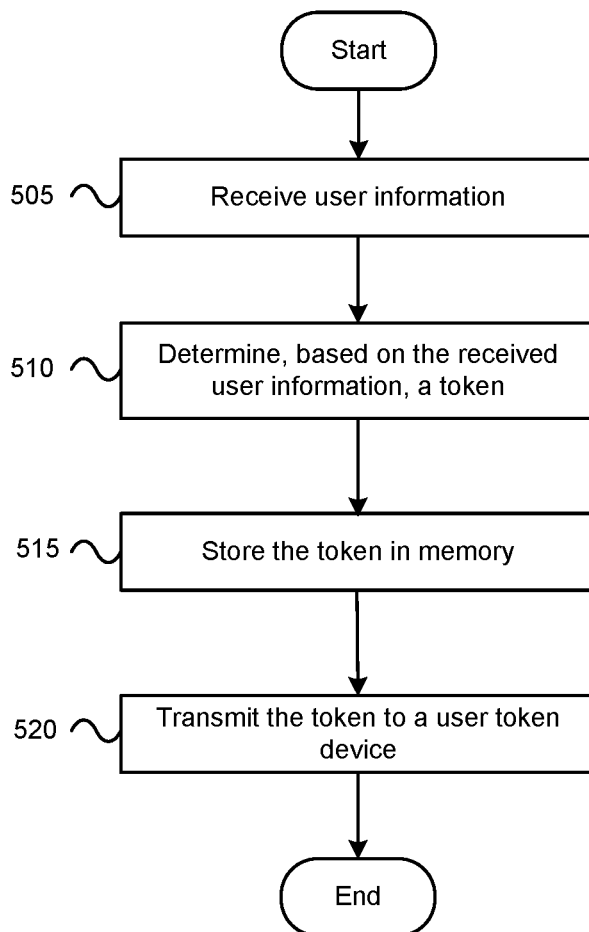 Start
505
Receive user information
510
Determine, based on the received
user information, a token
515
Store the token in memory
520
Transmit the token to a user token
device
End